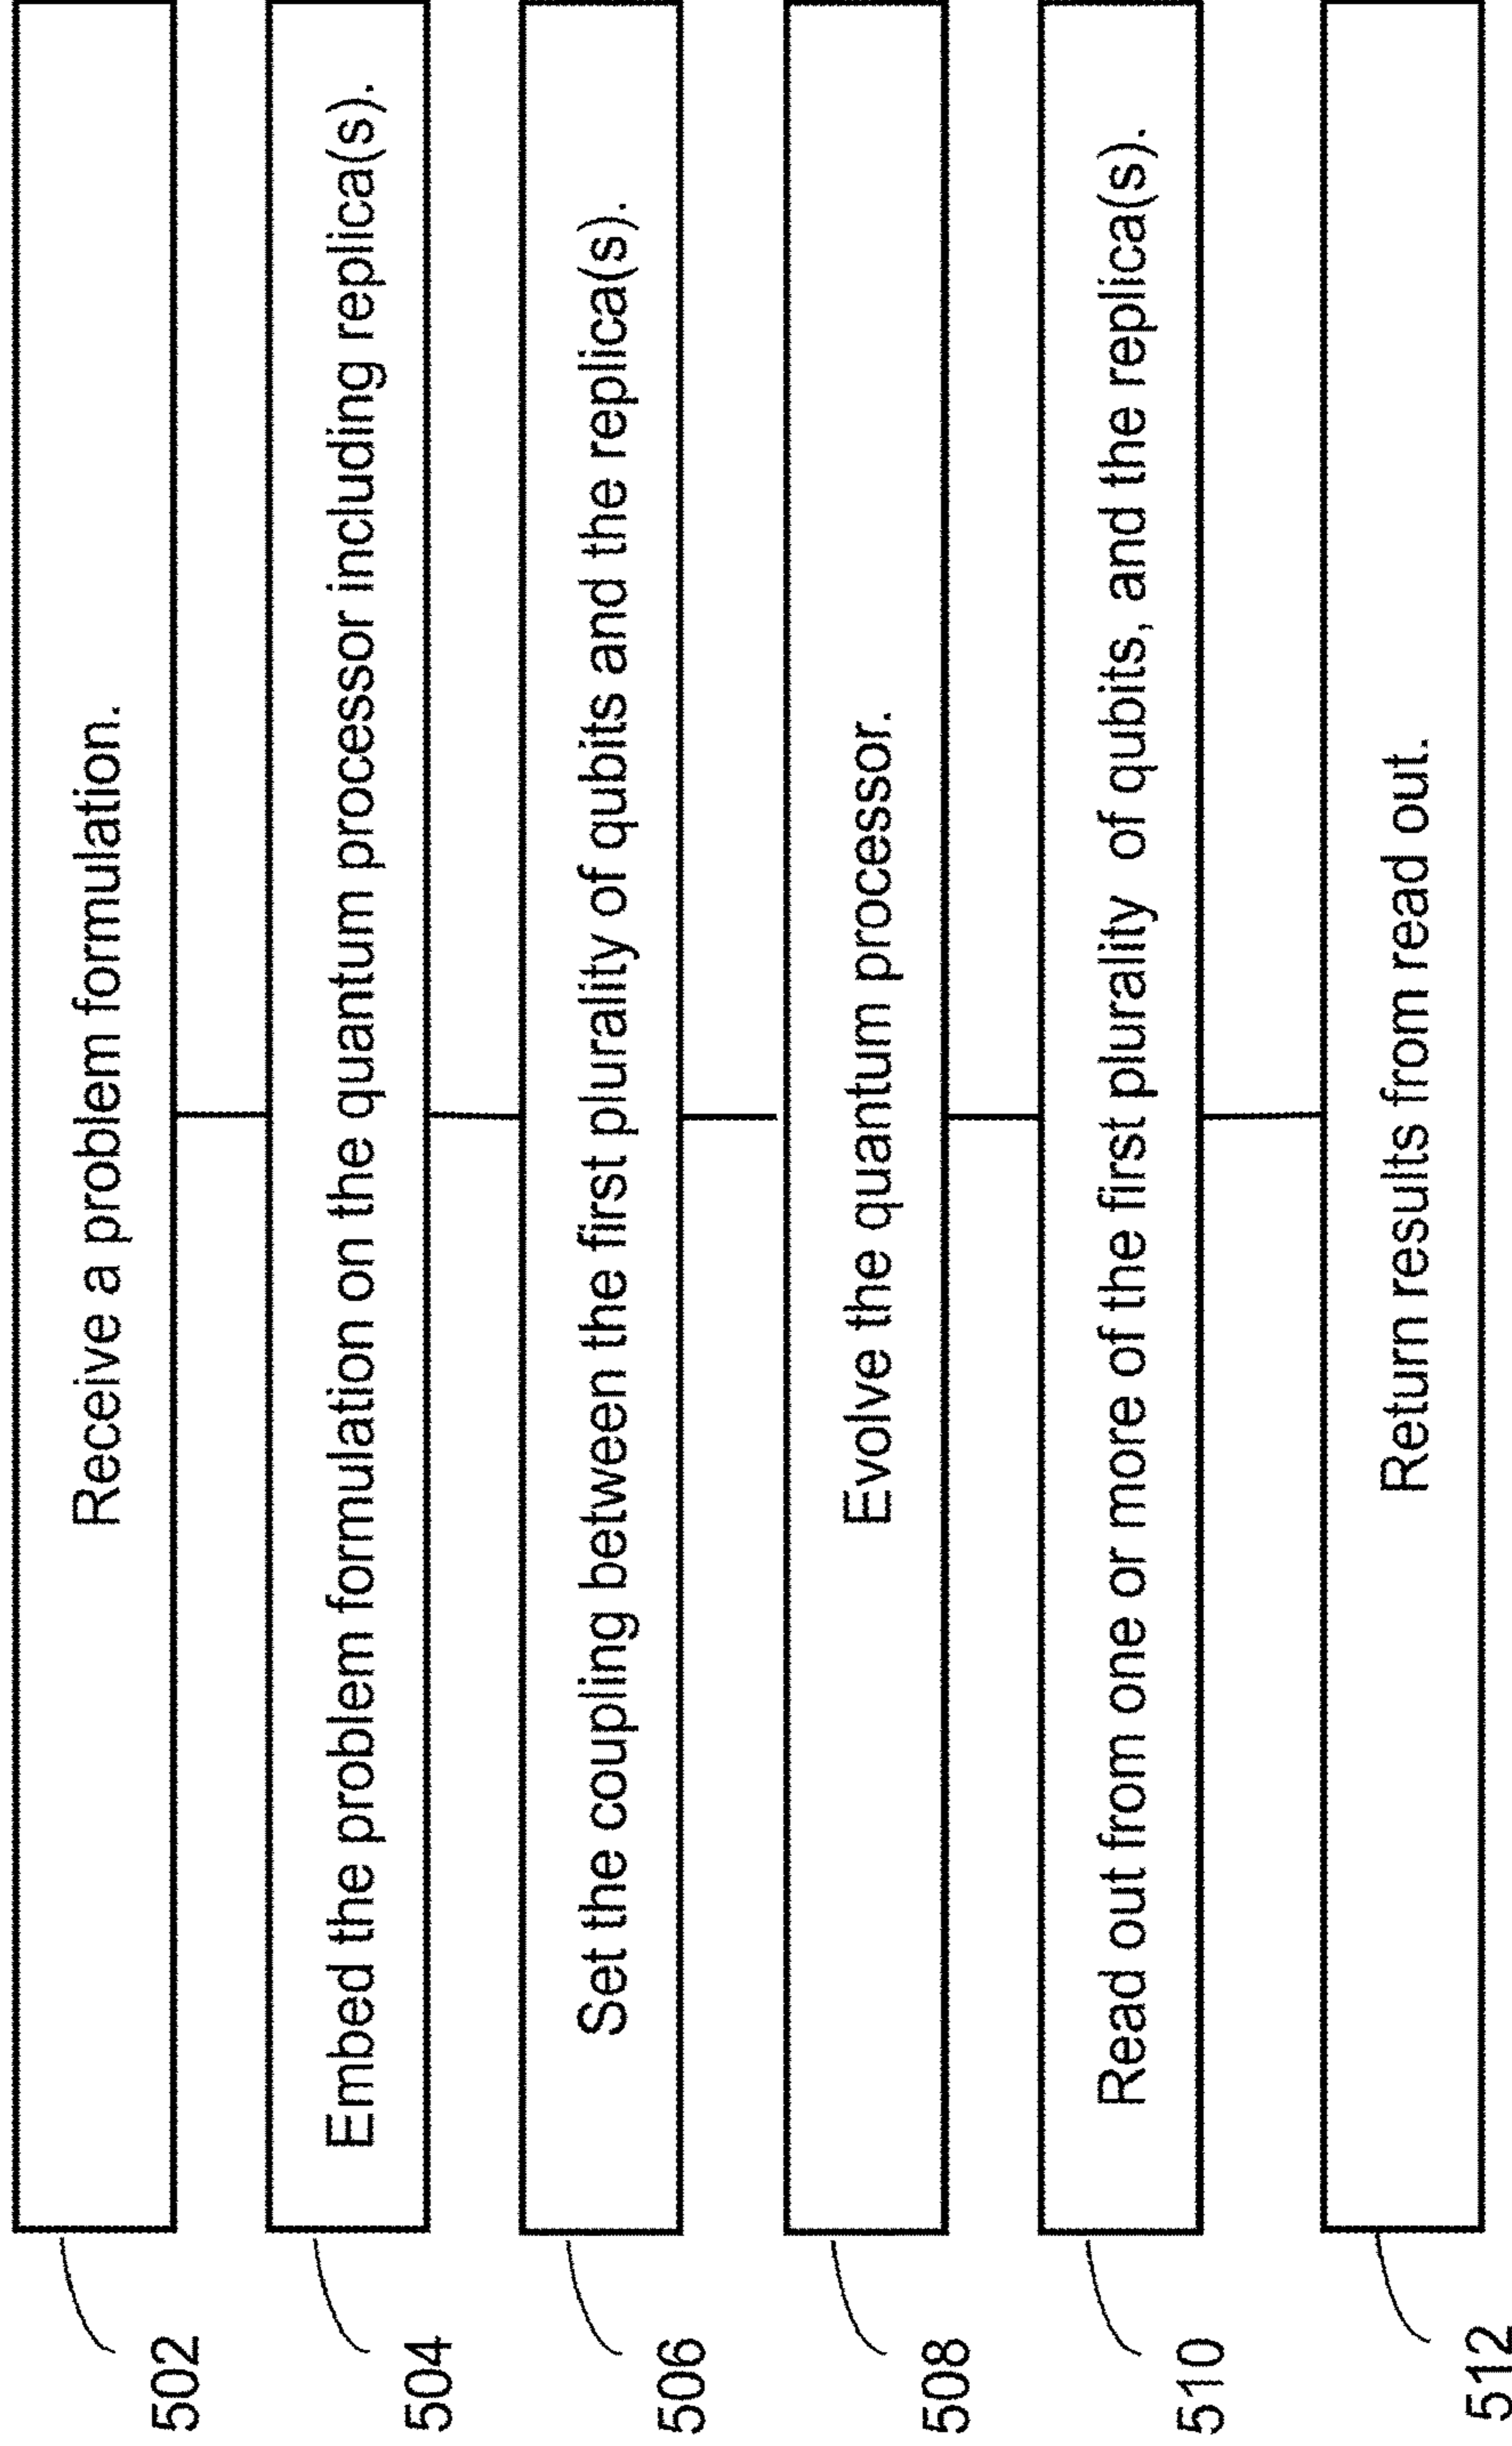 502
Receive a problem formulation.
504
Embed the problem formulation on the quantum processor including replica(s).
506
Set the coupling between the first plurality of qubits and the replica(s).
508
Evolve the quantum processor.
510
Read out from one or more of the first plurality of qubits, and the replica(s).
512
Return results from read out.